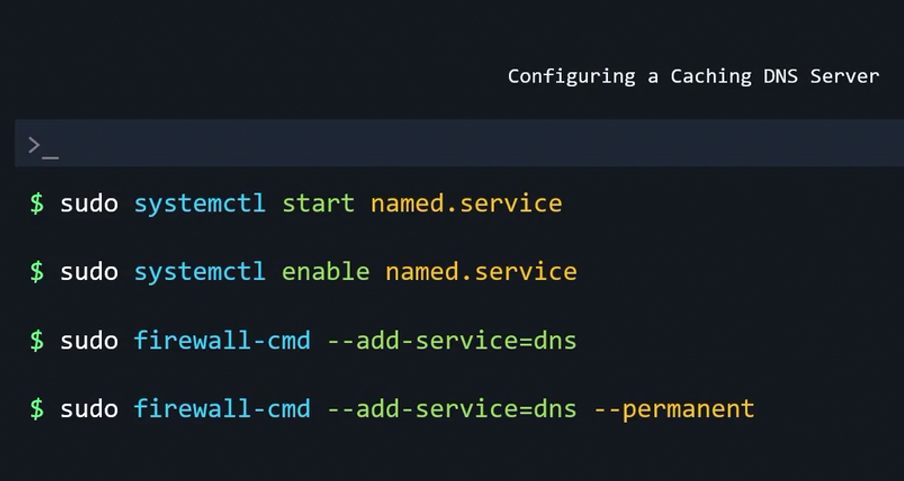 Configuring a Caching DNS Server
>_
$ sudo systemctl start named.service
$ sudo systemctl enable named.service
$ sudo firewall-cmd --add-service=dns
$ sudo firewall-cmd --add-service=dns --permanent